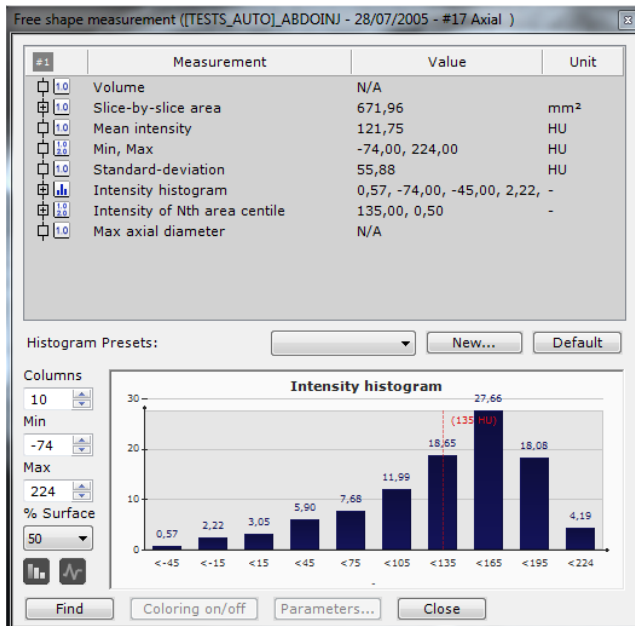 Free shape measurement ([TESTS_AUTO]_ABDOINJ - 28/07/2005 - #17 Axial )
#1 Measurement Value Unit
1.0 Volume N/A
1.0 Slice-by-slice area 671,96 mm²
1.0 Mean intensity 121,75 HU
1.0 2.0 Min, Max -74,00, 224,00 HU
1.0 Standard-deviation 55,88 HU
Intensity histogram 0,57, -74,00, -45,00, 2,22, -
1.0 2.0 Intensity of Nth area centile 135,00, 0,50 -
1.0 Max axial diameter N/A
Histogram Presets: New... Default
Columns
10
Min
-74
Max
224
% Surface
50
Intensity histogram
30
20
10
0
0,57 2,22 3,05 5,90 7,68 11,99 18,65 27,66 18,08 4,19
(135 HU)
<-45 <-15 <15 <45 <75 <105 <135 <165 <195 <224
-
Find Coloring on/off Parameters... Close